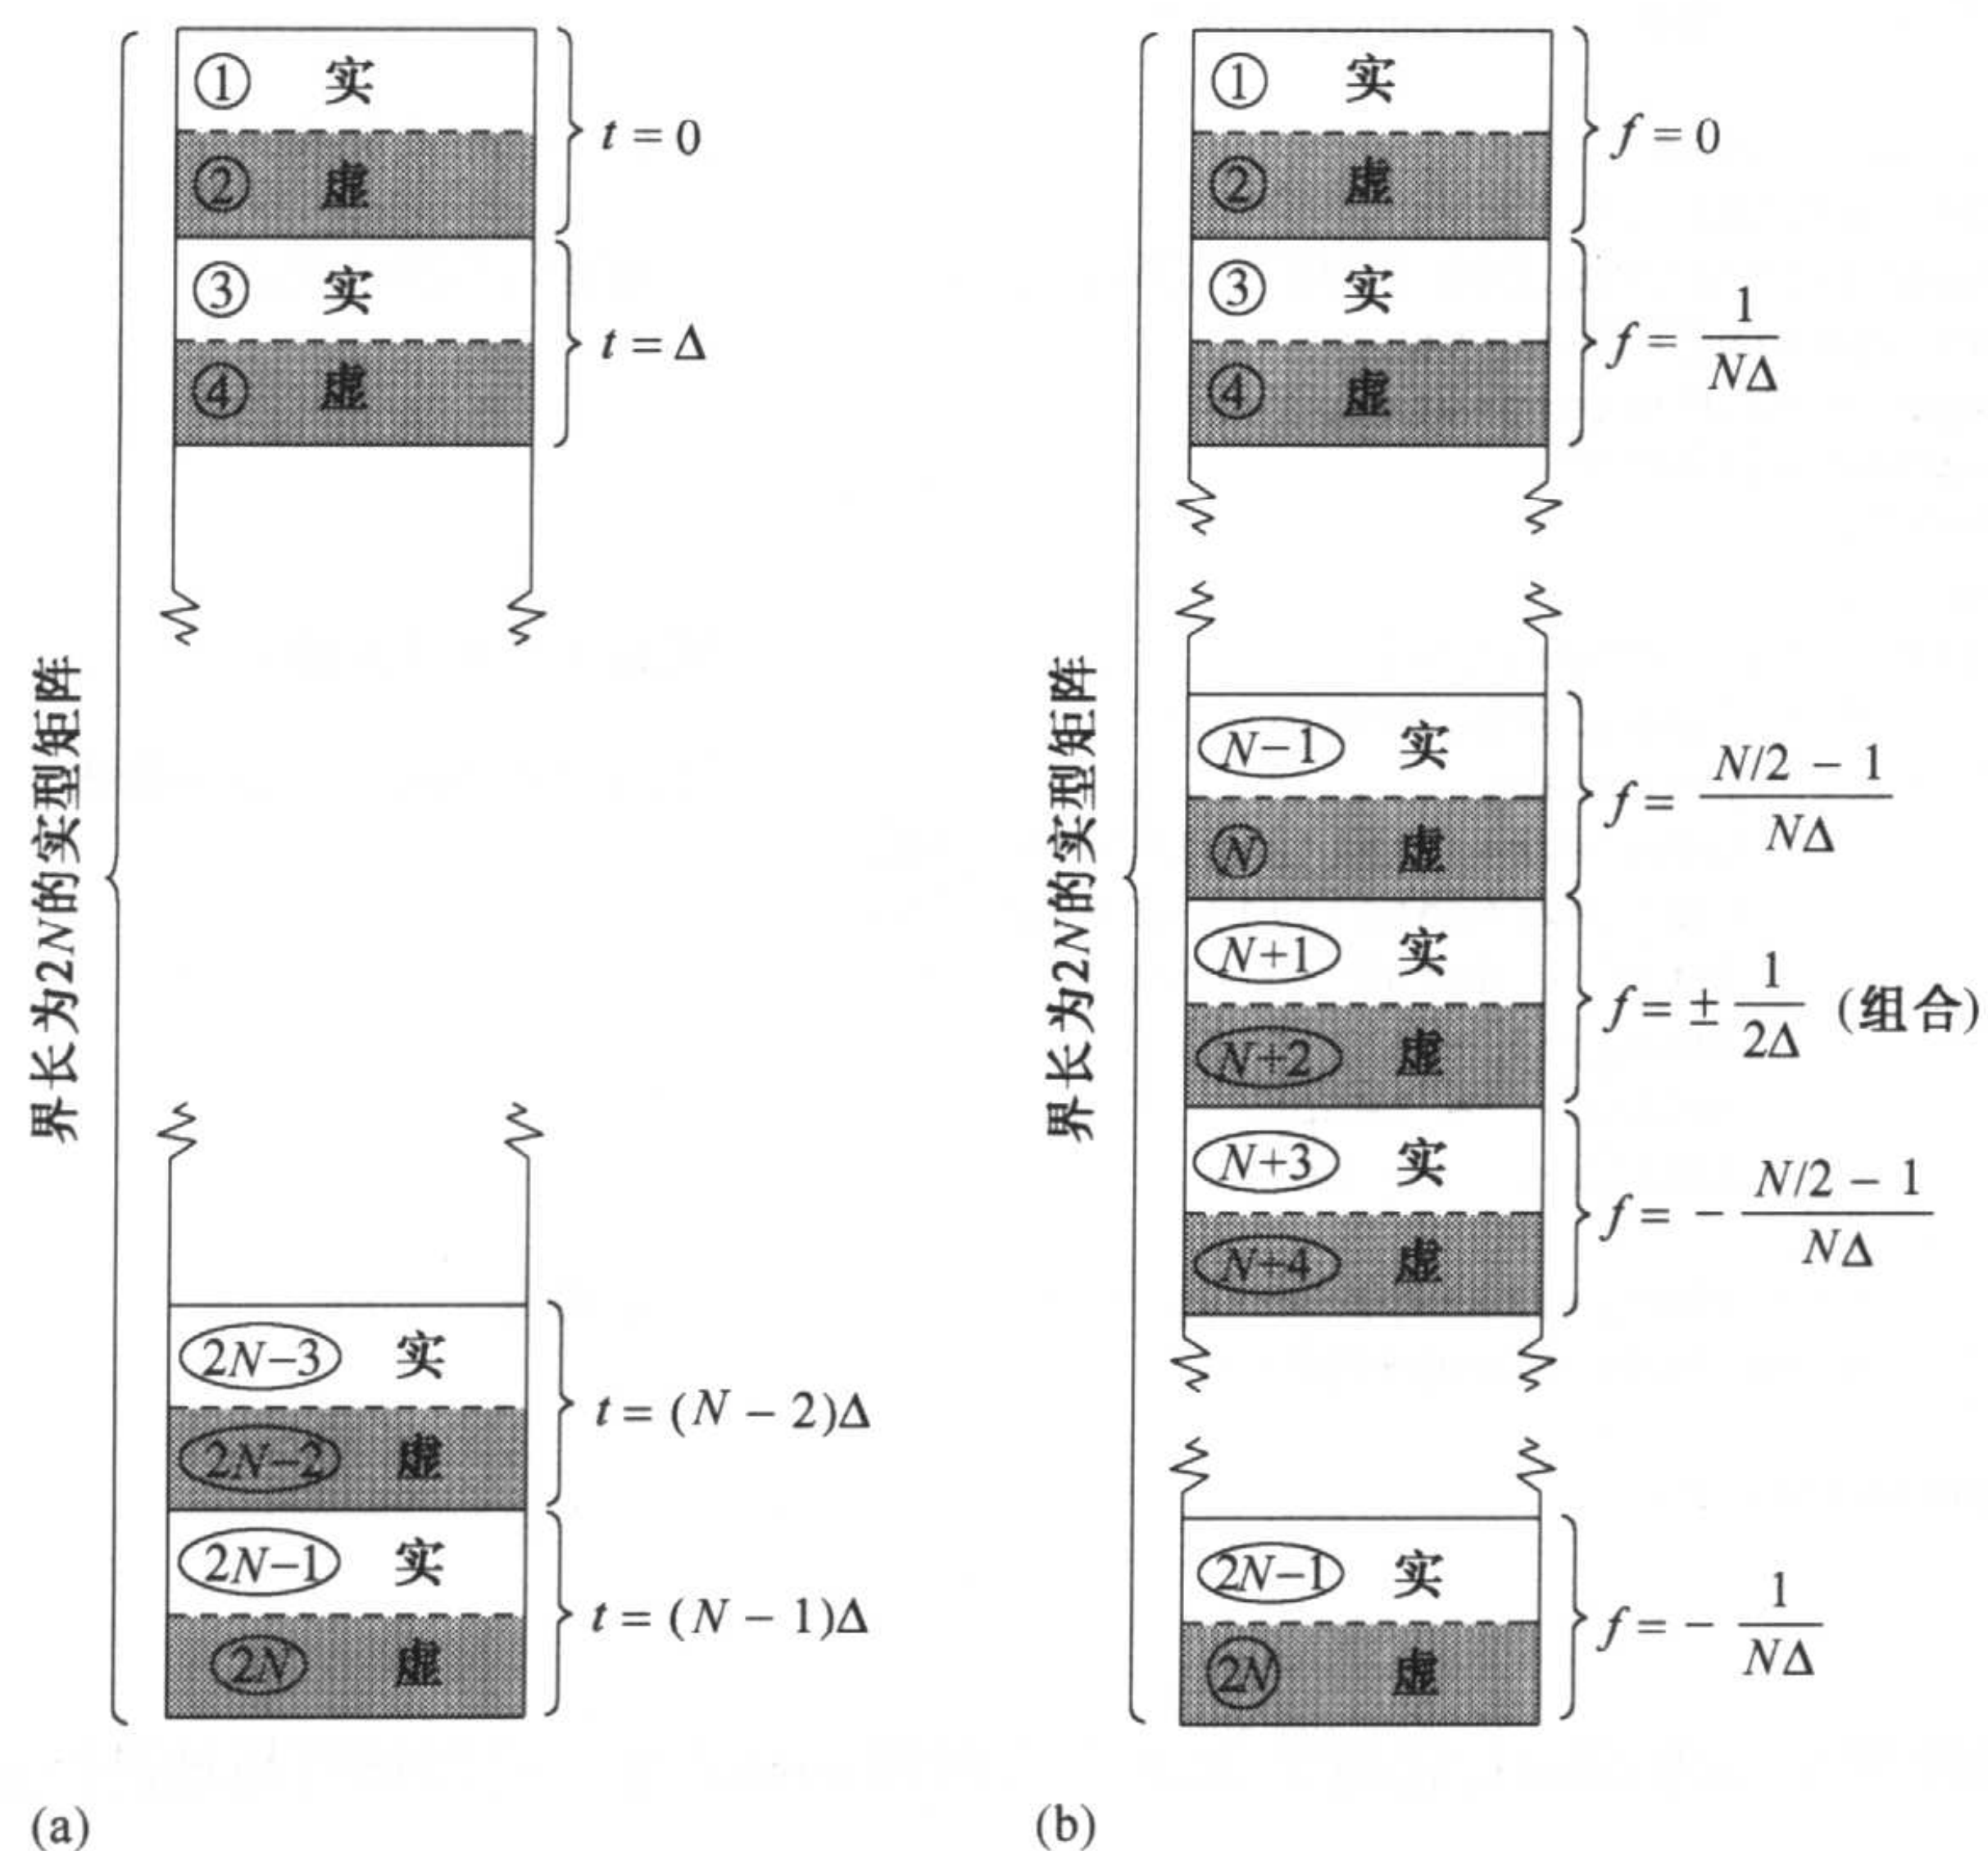 界长为2N的实型矩阵
① 实
② 虚
t = 0
③ 实
④ 虚
t = Δ
2N−3 实
2N−2 虚
t = (N − 2)Δ
2N−1 实
2N 虚
t = (N − 1)Δ
(a)
界长为2N的实型矩阵
① 实
② 虚
f = 0
③ 实
④ 虚
f = 1/NΔ
N−1 实
N 虚
f = N/2 − 1/NΔ
N+1 实
N+2 虚
f = ± 1/2Δ (组合)
N+3 实
N+4 虚
f = − N/2 − 1/NΔ
2N−1 实
2N 虚
f = − 1/NΔ
(b)